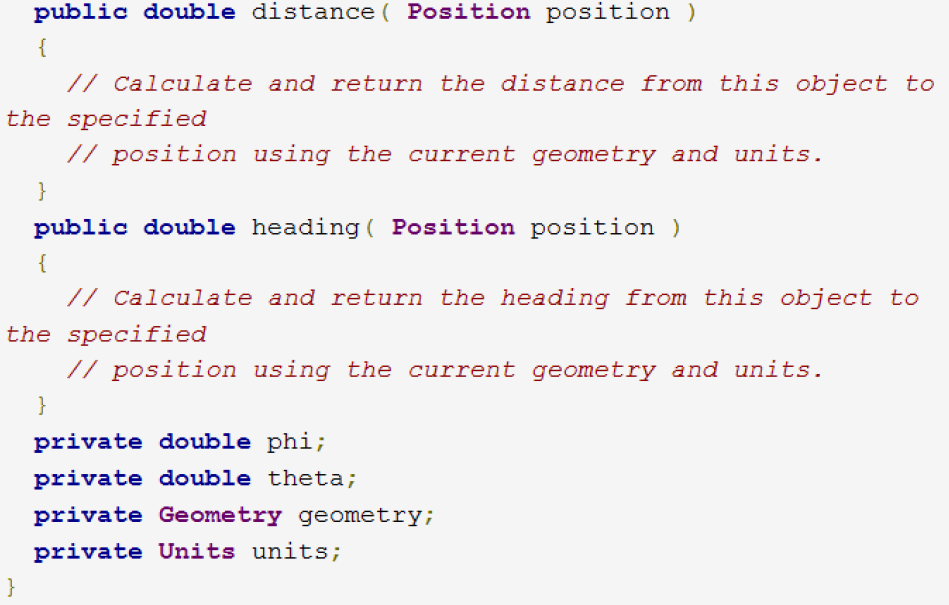 public double distance( Position position )
{
// Calculate and return the distance from this object to
the specified
// position using the current geometry and units.
}
public double heading( Position position )
{
// Calculate and return the heading from this object to
the specified
// position using the current geometry and units.
}
private double phi;
private double theta;
private Geometry geometry;
private Units units;
}